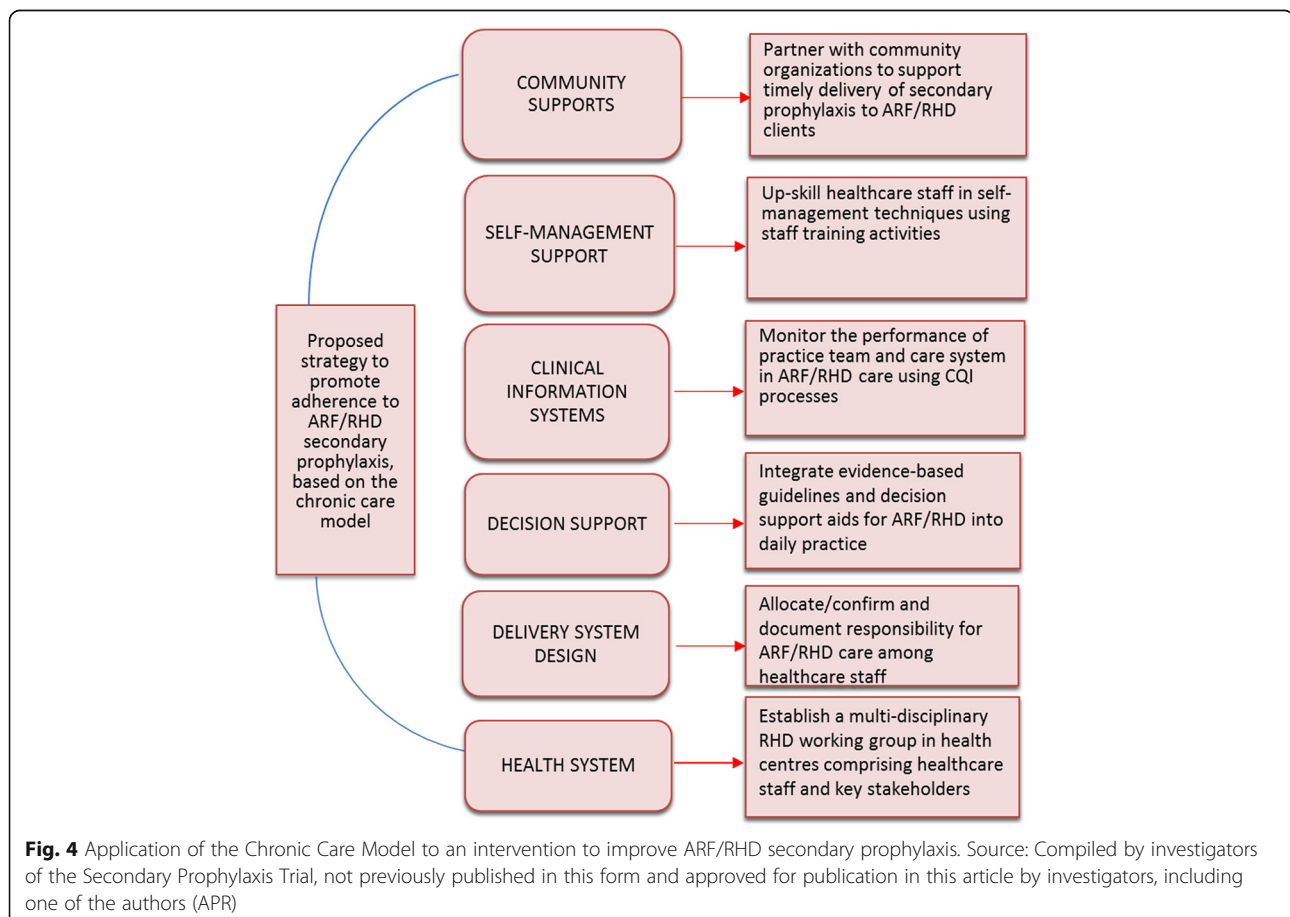 Proposed
strategy to
promote
adherence to
ARF/RHD
secondary
prophylaxis,
based on the
chronic care
model
COMMUNITY
SUPPORTS
Partner with community
organizations to support
timely delivery of secondary
prophylaxis to ARF/RHD
clients
SELF-MANAGEMENT
SUPPORT
Up-skill healthcare staff in self-
management techniques using
staff training activities
CLINICAL
INFORMATION
SYSTEMS
Monitor the performance of
practice team and care system
in ARF/RHD care using CQI
processes
DECISION SUPPORT
Integrate evidence-based
guidelines and decision
support aids for ARF/RHD into
daily practice
DELIVERY SYSTEM
DESIGN
Allocate/confirm and
document responsibility for
ARF/RHD care among
healthcare staff
HEALTH SYSTEM
Establish a multi-disciplinary
RHD working group in health
centres comprising healthcare
staff and key stakeholders
Fig. 4 Application of the Chronic Care Model to an intervention to improve ARF/RHD secondary prophylaxis. Source: Compiled by investigators
of the Secondary Prophylaxis Trial, not previously published in this form and approved for publication in this article by investigators, including
one of the authors (APR)